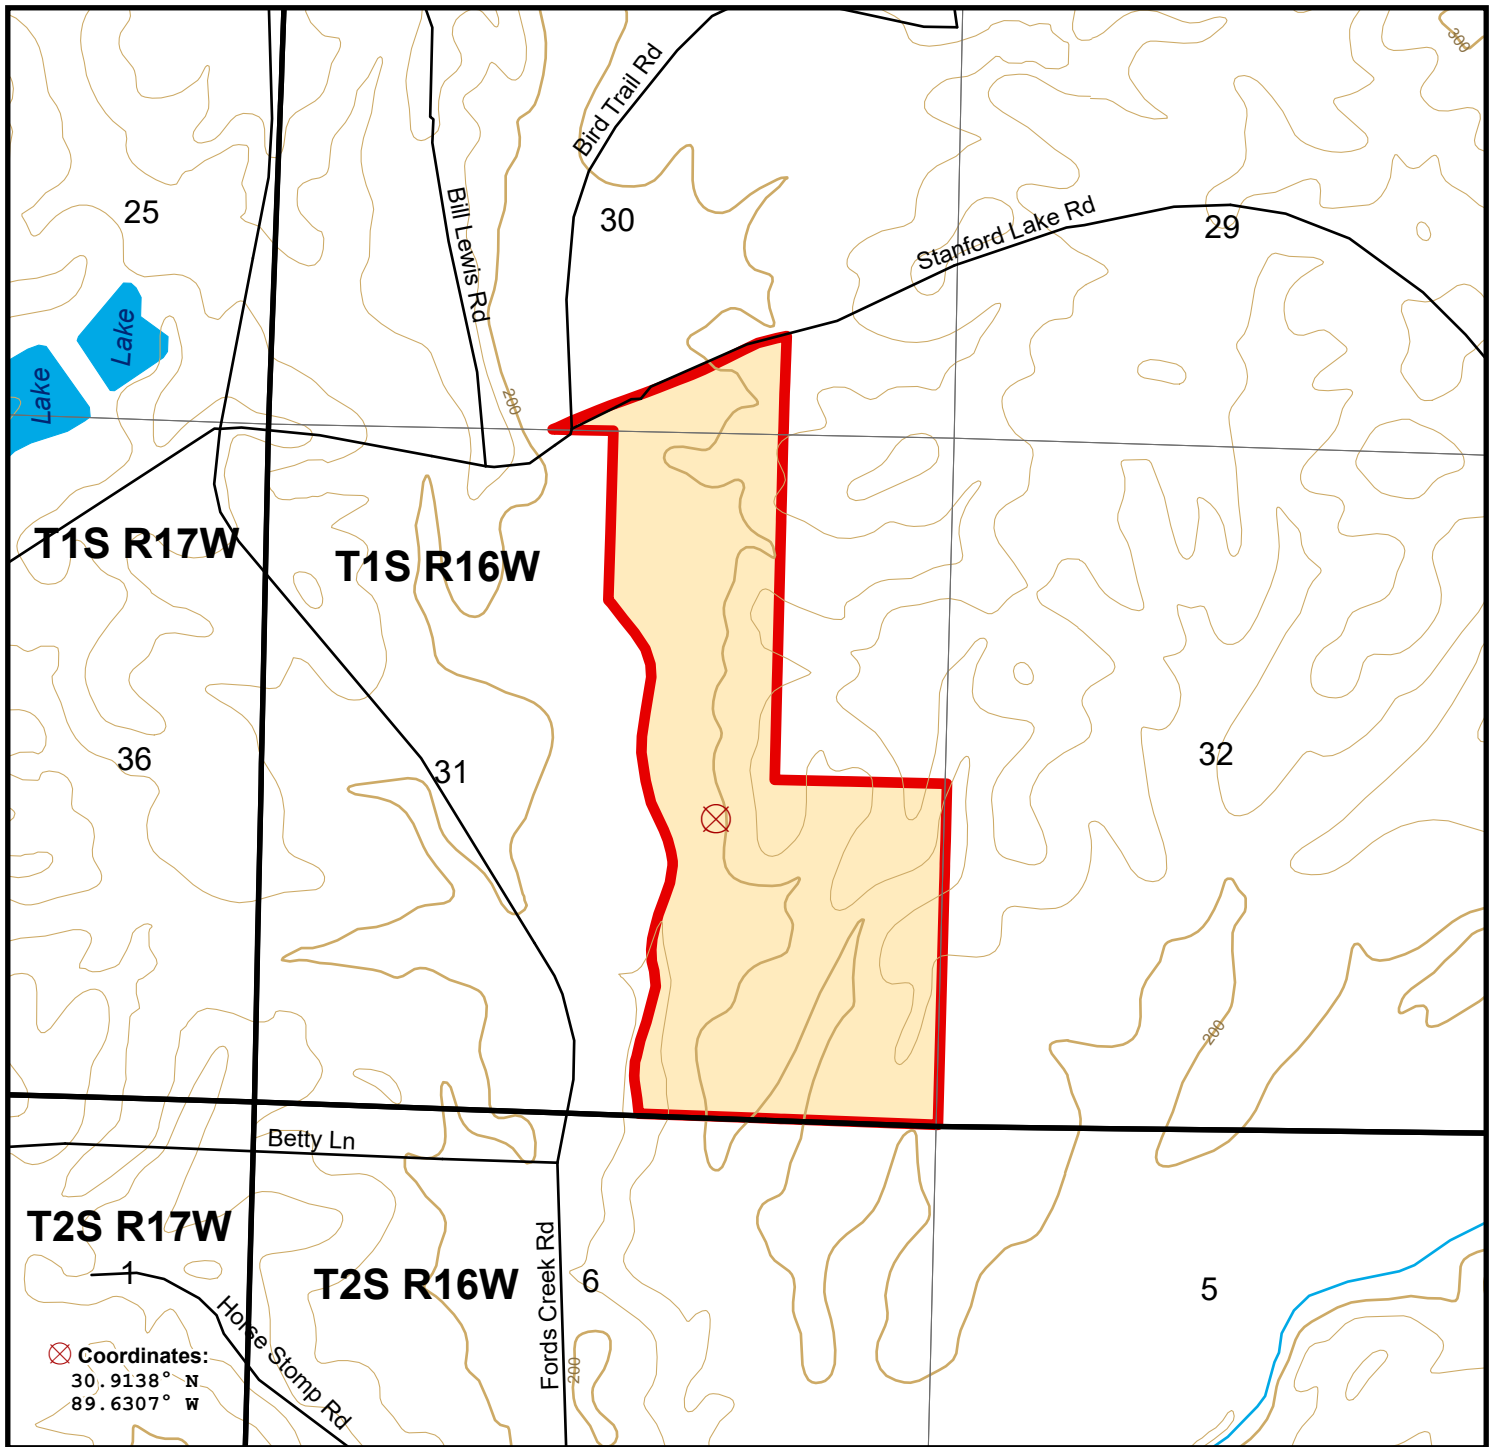 300
Bird Trail Rd
25
30
Bill Lewis Rd
Stanford Lake Rd
29
Lake
Lake
200
T1S R17W
T1S R16W
36
31
32
200
Betty Ln
T2S R17W
1
T2S R16W
6
5
Fords Creek Rd
Horse Stomp Rd
200
Coordinates:
30.9138° N
89.6307° W